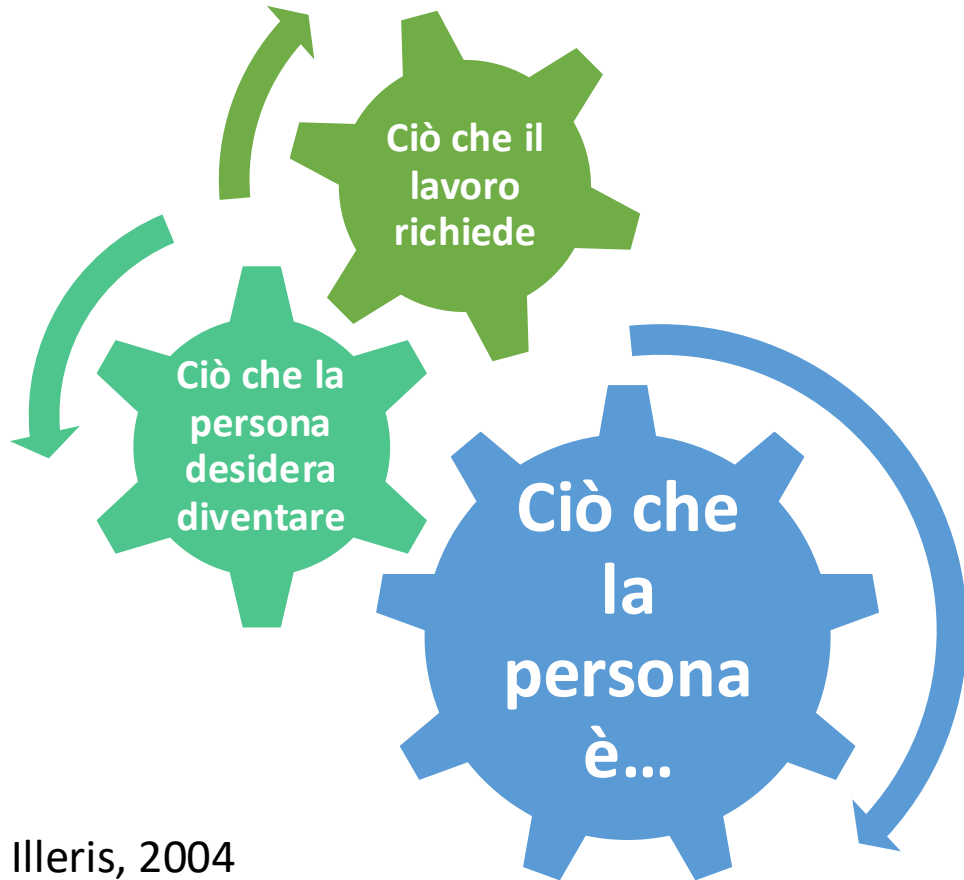 Ciò che il
lavoro
richiede
Ciò che la
persona
desidera
diventare
Ciò che
la
persona
è…
Illeris, 2004